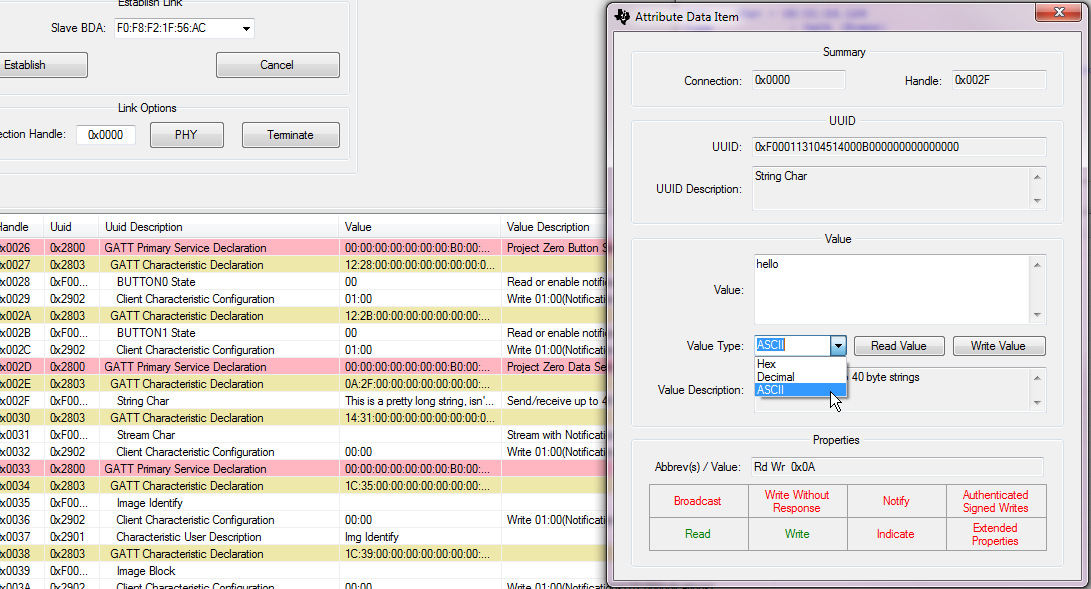 Establish Link
Slave BDA: F0:F8:F2:1F:56:AC
Establish Cancel
Link Options
ection Handle: 0x0000 PHY Terminate
Handle Uuid Uuid Description Value Value Description
0x0026 0x2800 GATT Primary Service Declaration 00:00:00:00:00:00:B0:00:... Project Zero Button S
0x0027 0x2803 GATT Characteristic Declaration 12:28:00:00:00:00:00:00:0...
0x0028 0xF00... BUTTON0 State 00 Read or enable notifi
0x0029 0x2902 Client Characteristic Configuration 01:00 Write 01:00(Notificati
0x002A 0x2803 GATT Characteristic Declaration 12:2B:00:00:00:00:00:00:...
0x002B 0xF00... BUTTON1 State 00 Read or enable notifi
0x002C 0x2902 Client Characteristic Configuration 01:00 Write 01:00(Notificati
0x002D 0x2800 GATT Primary Service Declaration 00:00:00:00:00:00:B0:00:... Project Zero Data Se
0x002E 0x2803 GATT Characteristic Declaration 0A:2F:00:00:00:00:00:00:...
0x002F 0xF00... String Char This is a pretty long string, isn'... Send/receive up to 4
0x0030 0x2803 GATT Characteristic Declaration 14:31:00:00:00:00:00:00:0...
0x0031 0xF00... Stream Char Stream with Notificati
0x0032 0x2902 Client Characteristic Configuration 00:00 Write 01:00(Notificati
0x0033 0x2800 GATT Primary Service Declaration 00:00:00:00:00:00:B0:00:...
0x0034 0x2803 GATT Characteristic Declaration 1C:35:00:00:00:00:00:00:...
0x0035 0xF00... Image Identify
0x0036 0x2902 Client Characteristic Configuration 00:00 Write 01:00(Notificati
0x0037 0x2901 Characteristic User Description Img Identify
0x0038 0x2803 GATT Characteristic Declaration 1C:39:00:00:00:00:00:00:...
0x0039 0xF00... Image Block
0x003A 0x2902 Client Characteristic Configuration 00:00 Write 01:00(Notificati
Attribute Data Item
Summary
Connection: 0x0000 Handle: 0x002F
UUID
UUID: 0xF000113104514000B000000000000000
UUID Description: String Char
Value
Value: hello
Value Type: ASCII Read Value Write Value
Hex
Decimal
ASCII
Value Description: 40 byte strings
Properties
Abbrev(s) / Value: Rd Wr 0x0A
Broadcast Write Without Response Notify Authenticated Signed Writes
Read Write Indicate Extended Properties